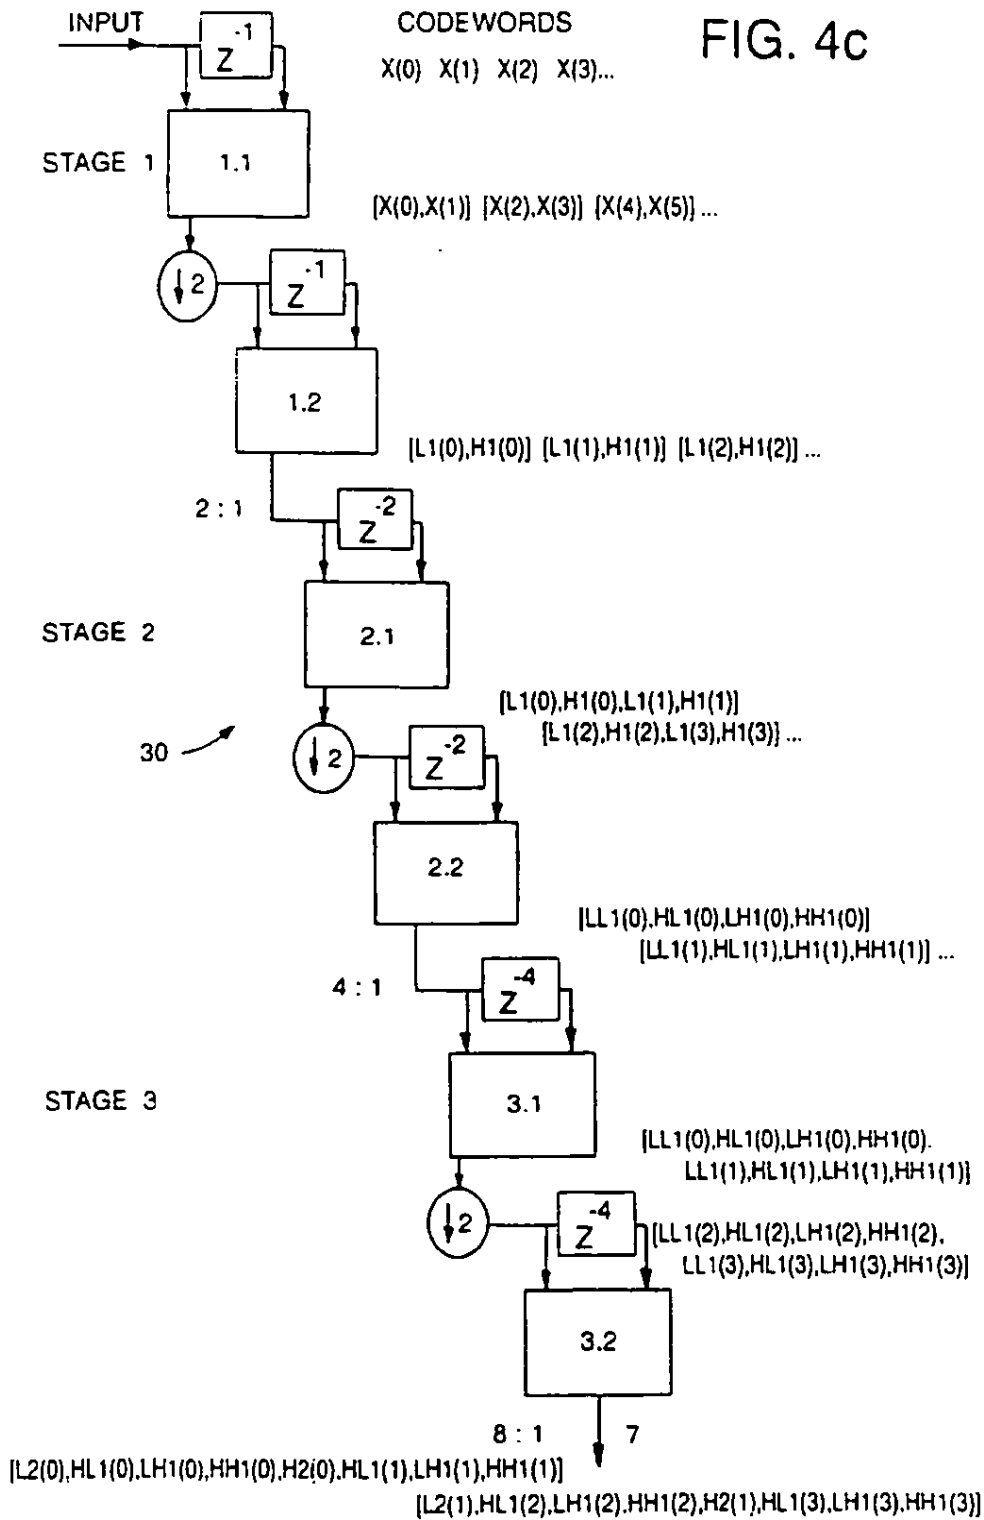 INPUT
Z -1
CODEWORDS
FIG. 4c
X(0) X(1) X(2) X(3)...
STAGE 1
1.1
[X(0),X(1)] [X(2),X(3)] [X(4),X(5)] ...
↓2
Z -1
1.2
[L1(0),H1(0)] [L1(1),H1(1)] [L1(2),H1(2)] ...
2 : 1
Z -2
STAGE 2
2.1
[L1(0),H1(0),L1(1),H1(1)]
[L1(2),H1(2),L1(3),H1(3)] ...
30
↓2
Z -2
2.2
[LL1(0),HL1(0),LH1(0),HH1(0)]
[LL1(1),HL1(1),LH1(1),HH1(1)] ...
4 : 1
Z -4
STAGE 3
3.1
[LL1(0),HL1(0),LH1(0),HH1(0).
LL1(1),HL1(1),LH1(1),HH1(1)]
↓2
Z -4
[LL1(2),HL1(2),LH1(2),HH1(2),
LL1(3),HL1(3),LH1(3),HH1(3)]
3.2
8 : 1
7
[L2(0),HL1(0),LH1(0),HH1(0),H2(0),HL1(1),LH1(1),HH1(1)]
[L2(1),HL1(2),LH1(2),HH1(2),H2(1),HL1(3),LH1(3),HH1(3)]